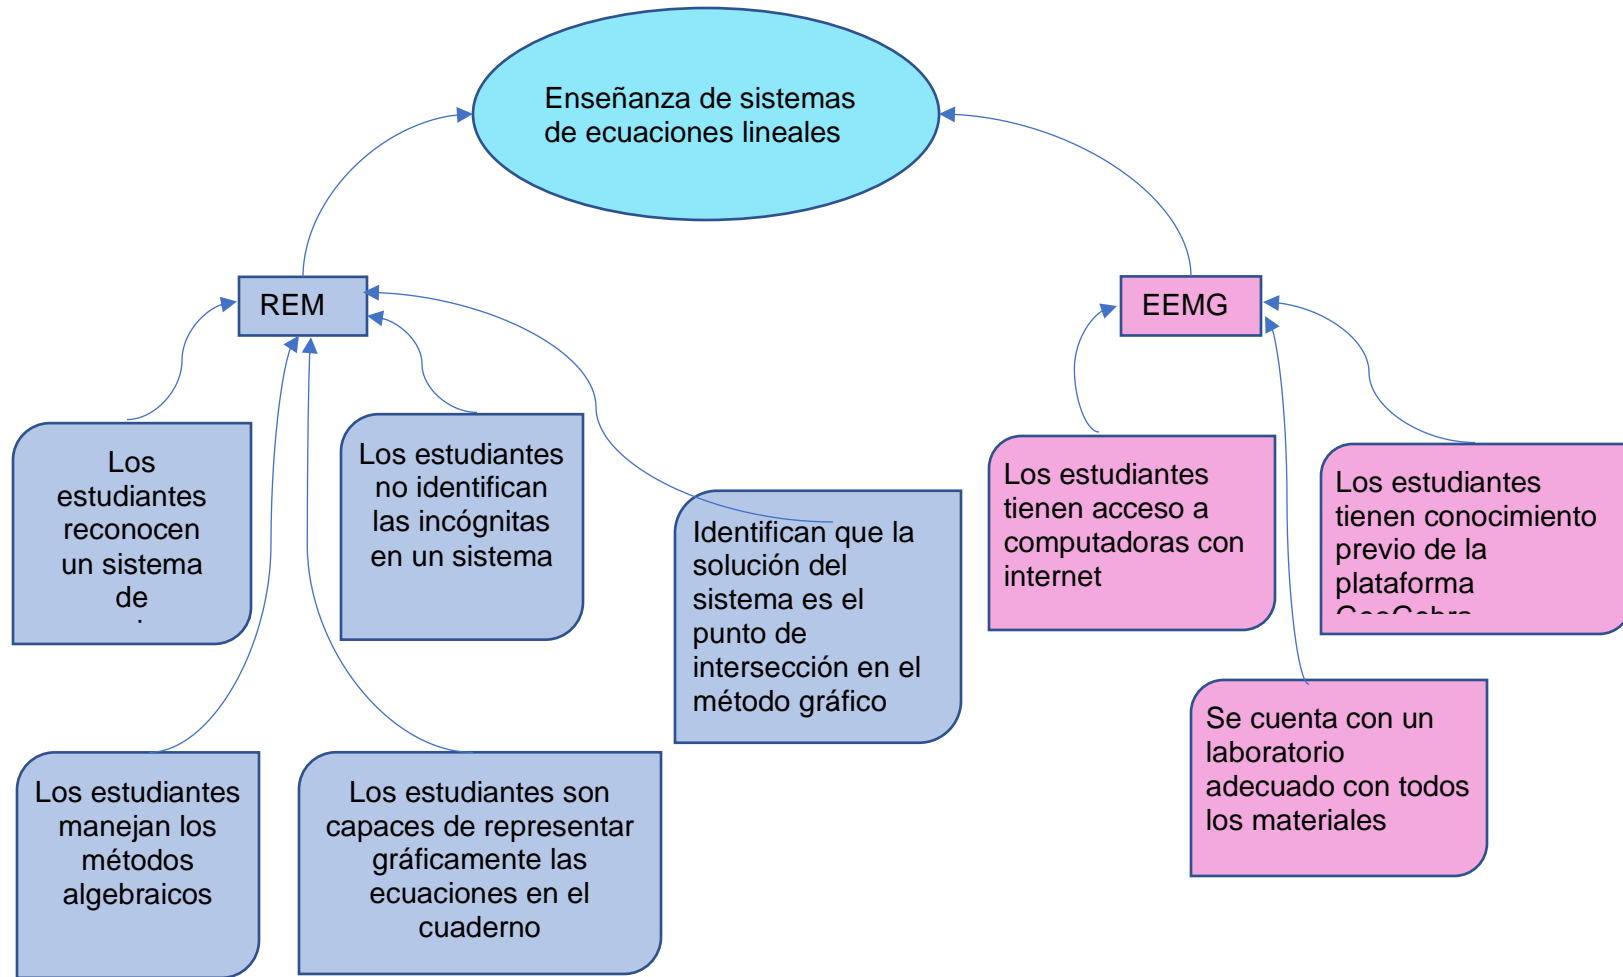 Enseñanza de sistemas
de ecuaciones lineales
REM
EEMG
Los
estudiantes
reconocen
un sistema
de
Los estudiantes
no identifican
las incógnitas
en un sistema
Identifican que la
solución del
sistema es el
punto de
intersección en el
método gráfico
Los estudiantes
tienen acceso a
computadoras con
internet
Los estudiantes
tienen conocimiento
previo de la
plataforma
GeoGebra
Se cuenta con un
laboratorio
adecuado con todos
los materiales
Los estudiantes
manejan los
métodos
algebraicos
Los estudiantes son
capaces de representar
gráficamente las
ecuaciones en el
cuaderno